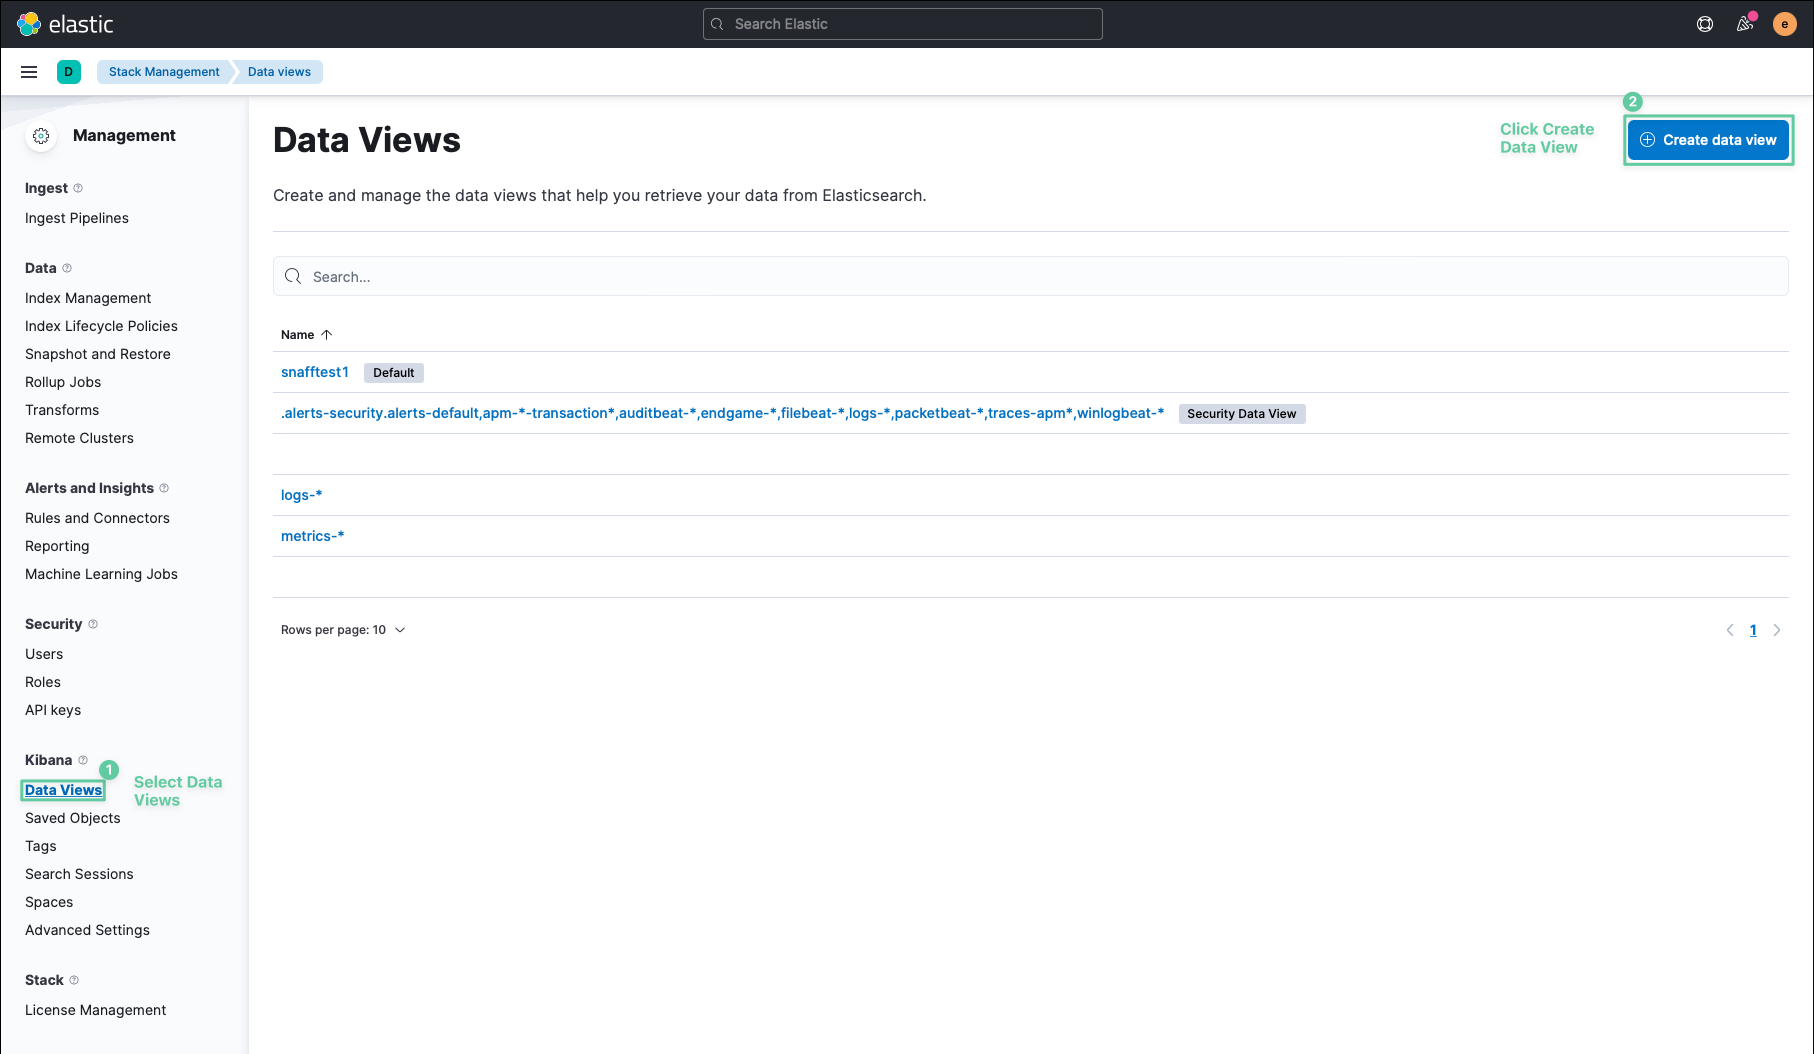 elastic
Search Elastic
e
D
Stack Management
Data views
Management
Ingest
Ingest Pipelines
Data
Index Management
Index Lifecycle Policies
Snapshot and Restore
Rollup Jobs
Transforms
Remote Clusters
Alerts and Insights
Rules and Connectors
Reporting
Machine Learning Jobs
Security
Users
Roles
API keys
Kibana
1
Data Views
Select Data
Views
Saved Objects
Tags
Search Sessions
Spaces
Advanced Settings
Stack
License Management
Data Views
Click Create
Data View
2
Create data view
Create and manage the data views that help you retrieve your data from Elasticsearch.
Search...
Name
snafftest1 Default
.alerts-security.alerts-default,apm-*-transaction*,auditbeat-*,endgame-*,filebeat-*,logs-*,packetbeat-*,traces-apm*,winlogbeat-* Security Data View
logs-*
metrics-*
Rows per page: 10
1